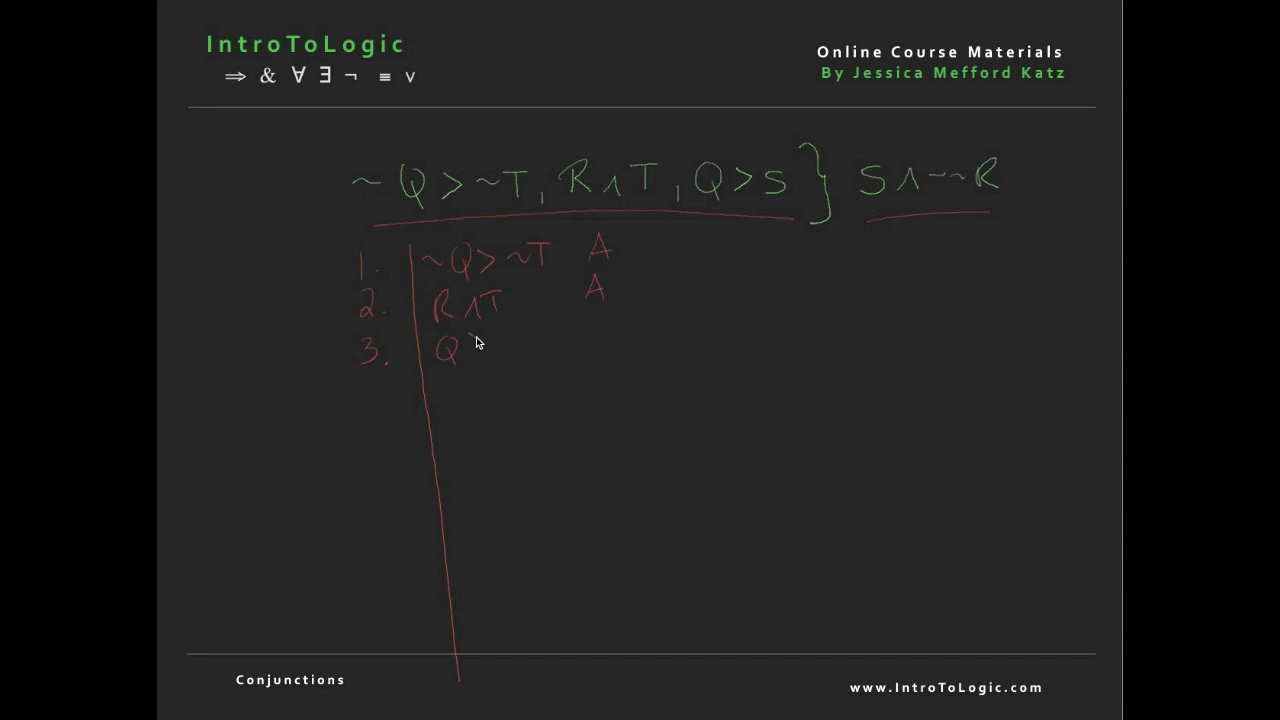 IntroToLogic
⇒ & ∀ ∃ ¬ ≡ ∨
Online Course Materials
By Jessica Mefford Katz
~Q > ~T, R ∧ T, Q > S } S ∧ ~~R
1. ~Q > ~T A
2. R ∧ T A
3. Q >
Conjunctions
www.IntroToLogic.com